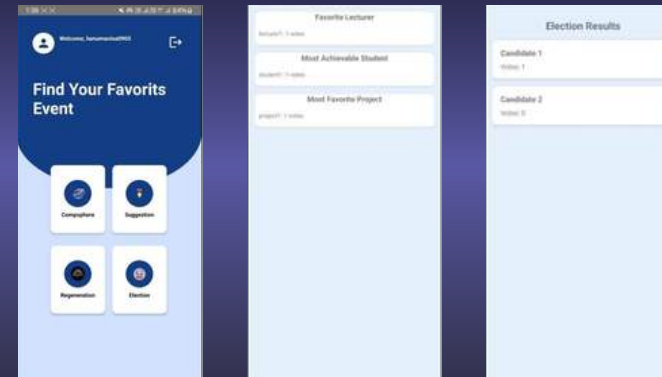 Find Your Favorits
Event
Compsphere
Suggestion
Regeneration
Election
Favorite Lecturer
lecture1: 1 votes
Most Achievable Student
student1: 1 votes
Most Favorite Project
project1: 1 votes
Election Results
Candidate 1
Votes: 1
Candidate 2
Votes: 0